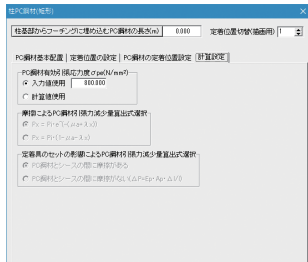 柱PC鋼材(矩形)
柱基部からフーチングに埋め込むPC鋼材の長さ(m) 0.000 定着位置切替(描画用) 1
PC鋼材基本配置 定着位置の設定 PC鋼材の定着位置設定 計算設定
PC鋼材有効引張応力度σpe(N/mm²)
入力値使用 800.000
計算値使用
摩擦によるPC鋼材引張力減少量算出式選択
定着具のセットの影響によるPC鋼材引張力減少量算出式選択
PC鋼材とシースの間に摩擦がある
PC鋼材とシースの間に摩擦がない(ΔP=Ep・Ap・Δl/l)